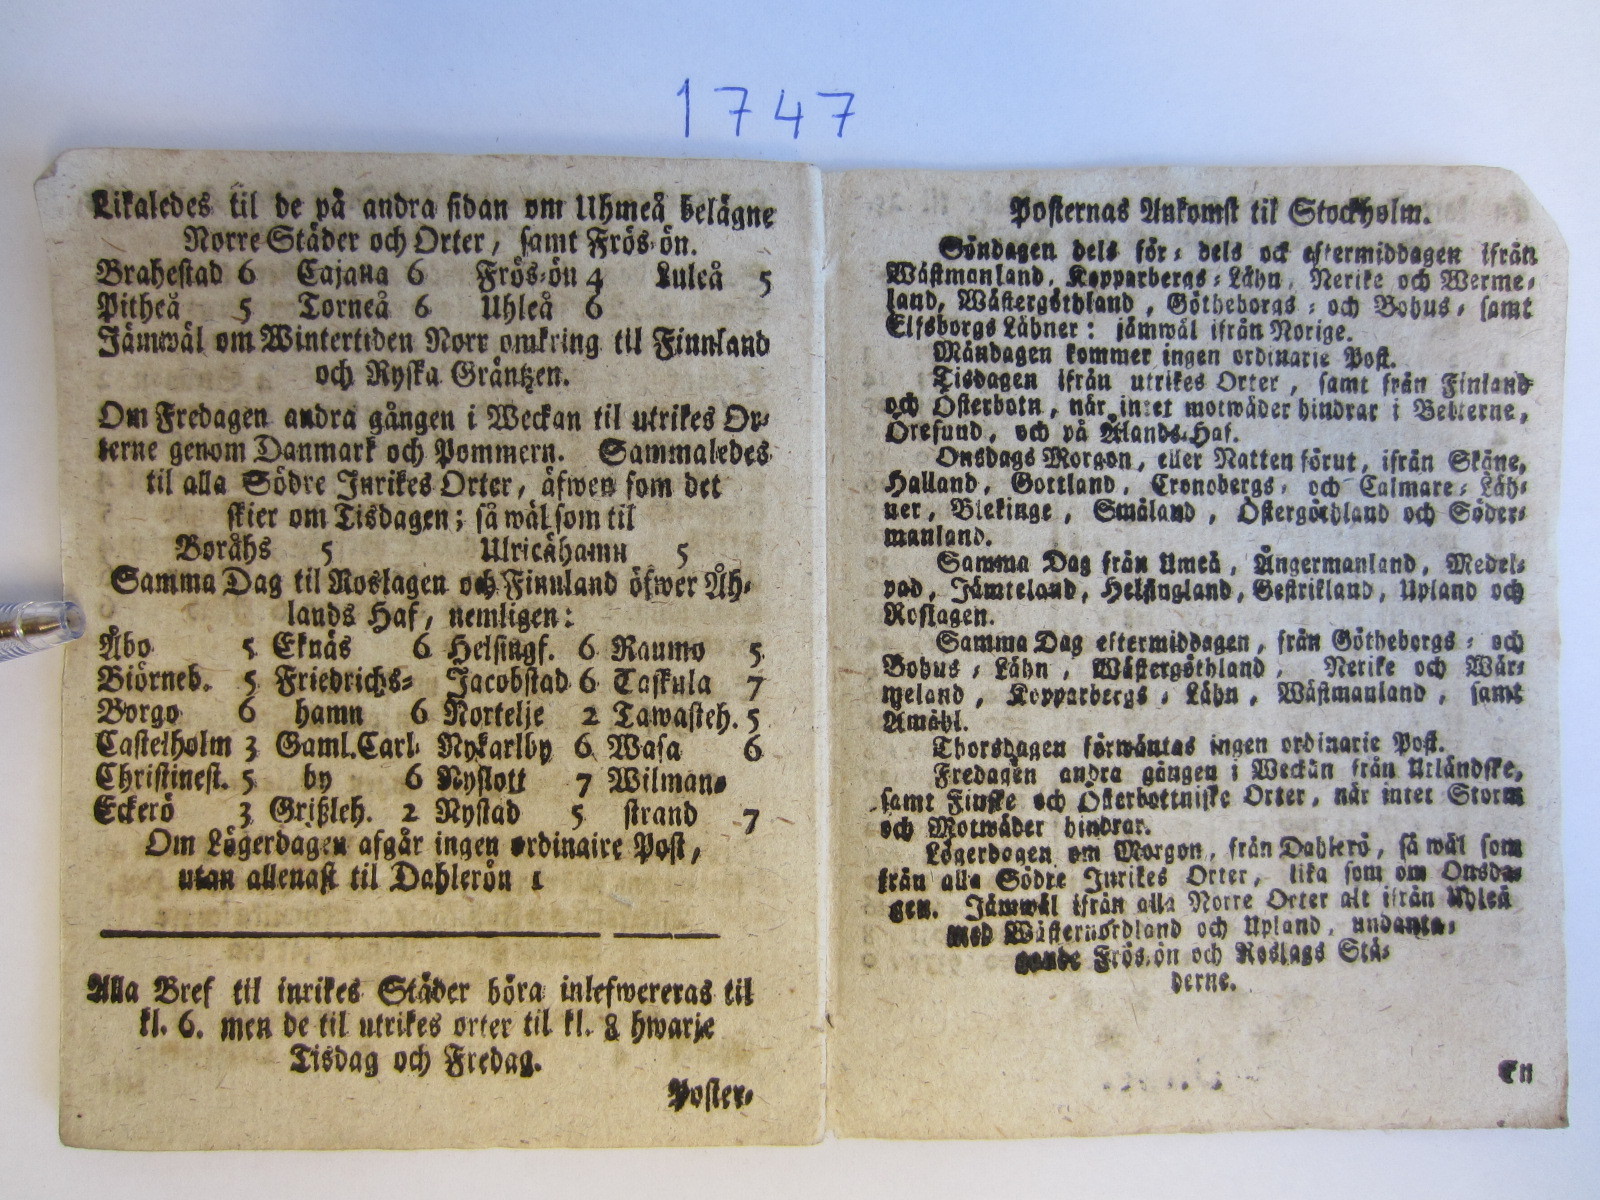 1747
Likaledes til de på andra sidan om Uhmeå belägne
Norre Städer och Orter, samt Frös-ön.
Brahestad 6 Cajana 6 Frös-ön 4 Luleå 5
Pitheå 5 Torneå 6 Uhleå 6
Jämwäl om Wintertiden Norr omkring til Finnland
och Ryska Gräntzen.
Om Fredagen andra gången i Weckan til utrikes Or-
terne genom Danmark och Pommern. Sammaledes
til alla Södre Inrikes Orter, äfwen som det
skier om Tisdagen; så wäl som til
Boråhs 5 Ulricähamn 5
Samma Dag til Roslagen och Finnland öfwer Åh-
lands Haf, nemligen:
Åbo 5 Eknäs 6 Helsingf. 6 Raumo 5
Biörneb. 5 Friedrichs- Jacobstad 6 Taskula 7
Borgo 6 hamn 6 Nortelje 2 Tawasteh. 5
Castelholm 3 Gaml.Carl- Nykarlby 6 Wasa 6
Christinest. 5 by 6 Nyslott 7 Wilman-
Eckerö 3 Grißleh. 2 Nystad 5 strand 7
Om Lögerdagen afgår ingen ordinaire Post,
utan allenast til Dahlerön 1
Alla Bref til inrikes Städer böra inlefwereras til
kl. 6. men de til utrikes orter til kl. 8 hwarje
Tisdag och Fredag.
Poster-
Posternas Ankomst til Stockholm.
Söndagen dels för- dels ock eftermiddagen ifrån
Wästmanland, Kopparbergs-Lähn, Nerike och Werme-
land, Wästergöthland, Götheborgs- och Bohus- samt
Elfsborgs Lähner: jämwäl ifrån Norige.
Måndagen kommer ingen ordinarie Post.
Tisdagen ifrån utrikes Orter, samt från Finland
och Österbotn, när intet motwäder hindrar i Belterne,
Öresund, och på Ålands-Haf.
Onsdags Morgon, eller Natten förut, ifrån Skåne,
Halland, Gottland, Cronobergs- och Calmare-Läh-
ner, Blekinge, Småland, Östergöthland och Söder-
manland.
Samma Dag från Umeå, Ångermanland, Medel-
pad, Jämteland, Helsingland, Gestrikland, Upland och
Roslagen.
Samma Dag eftermiddagen, från Götheborgs- och
Bohus-Lähn, Wästergöthland, Nerike och Wär-
meland, Kopparbergs-Lähn, Wästmanland, samt
Amåhl.
Thorsdagen förwäntas ingen ordinarie Post.
Fredagen andra gången i Weckan från Utländske,
samt Finske och Österbottniske Orter, när intet Storm
och Motwäder hindrar.
Lögerdagen om Morgon, från Dahlerö, så wäl som
från alla Södre Inrikes Orter, lika som om Onsda-
gen. Jämwäl ifrån alla Norre Orter alt ifrån Uhleå
med Wästernordland och Upland, undanta-
gande Frös-ön och Roslags Stä-
derne.
En